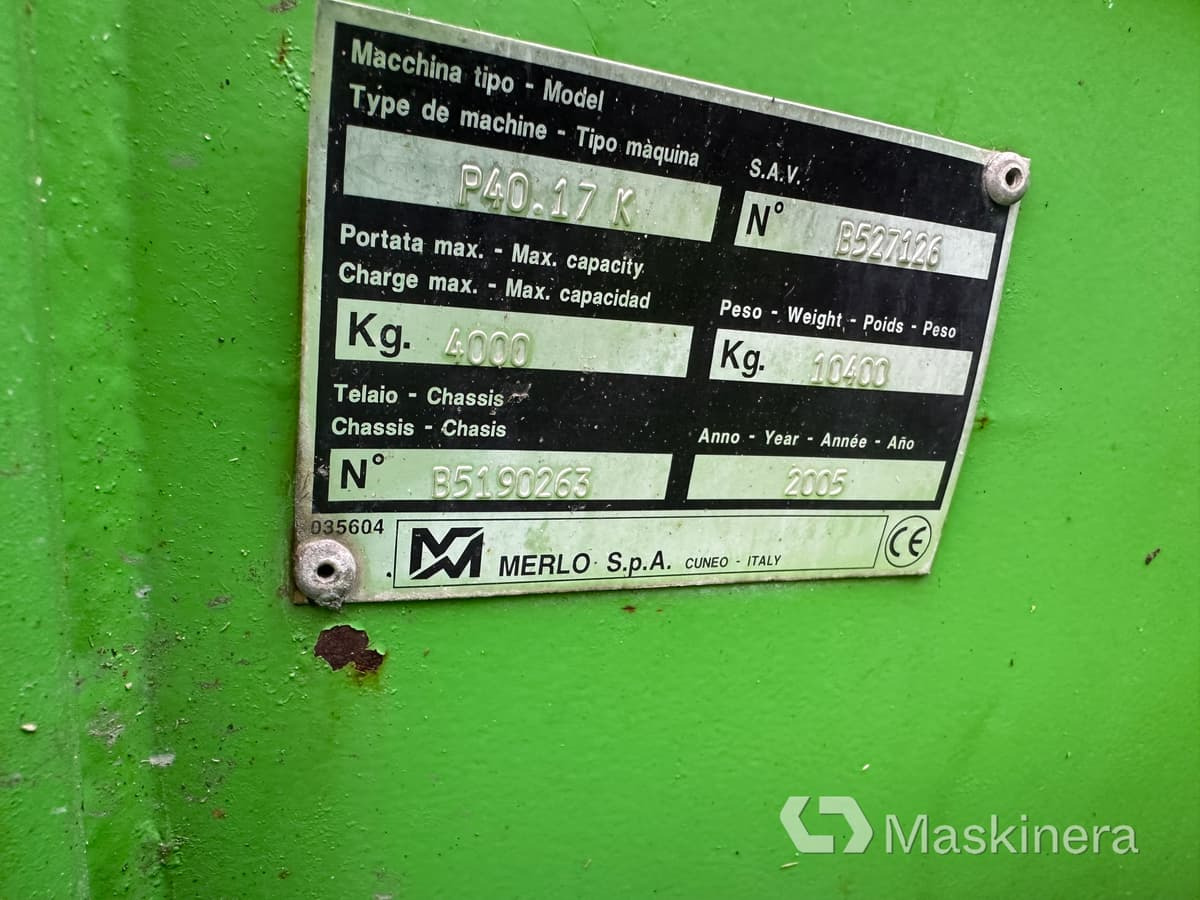 Macchina tipo - Model
Type de machine - Tipo màquina
P40.17 K
S.A.V.
N° B527126
Portata max. - Max. capacity
Charge max. - Max. capacidad
Kg. 4000
Peso - Weight - Poids - Peso
Kg. 10400
Telaio - Chassis
Chassis - Chasis
N° B5190263
Anno - Year - Année - Año
2005
035604
MERLO S.p.A. CUNEO - ITALY
CE
Maskinera